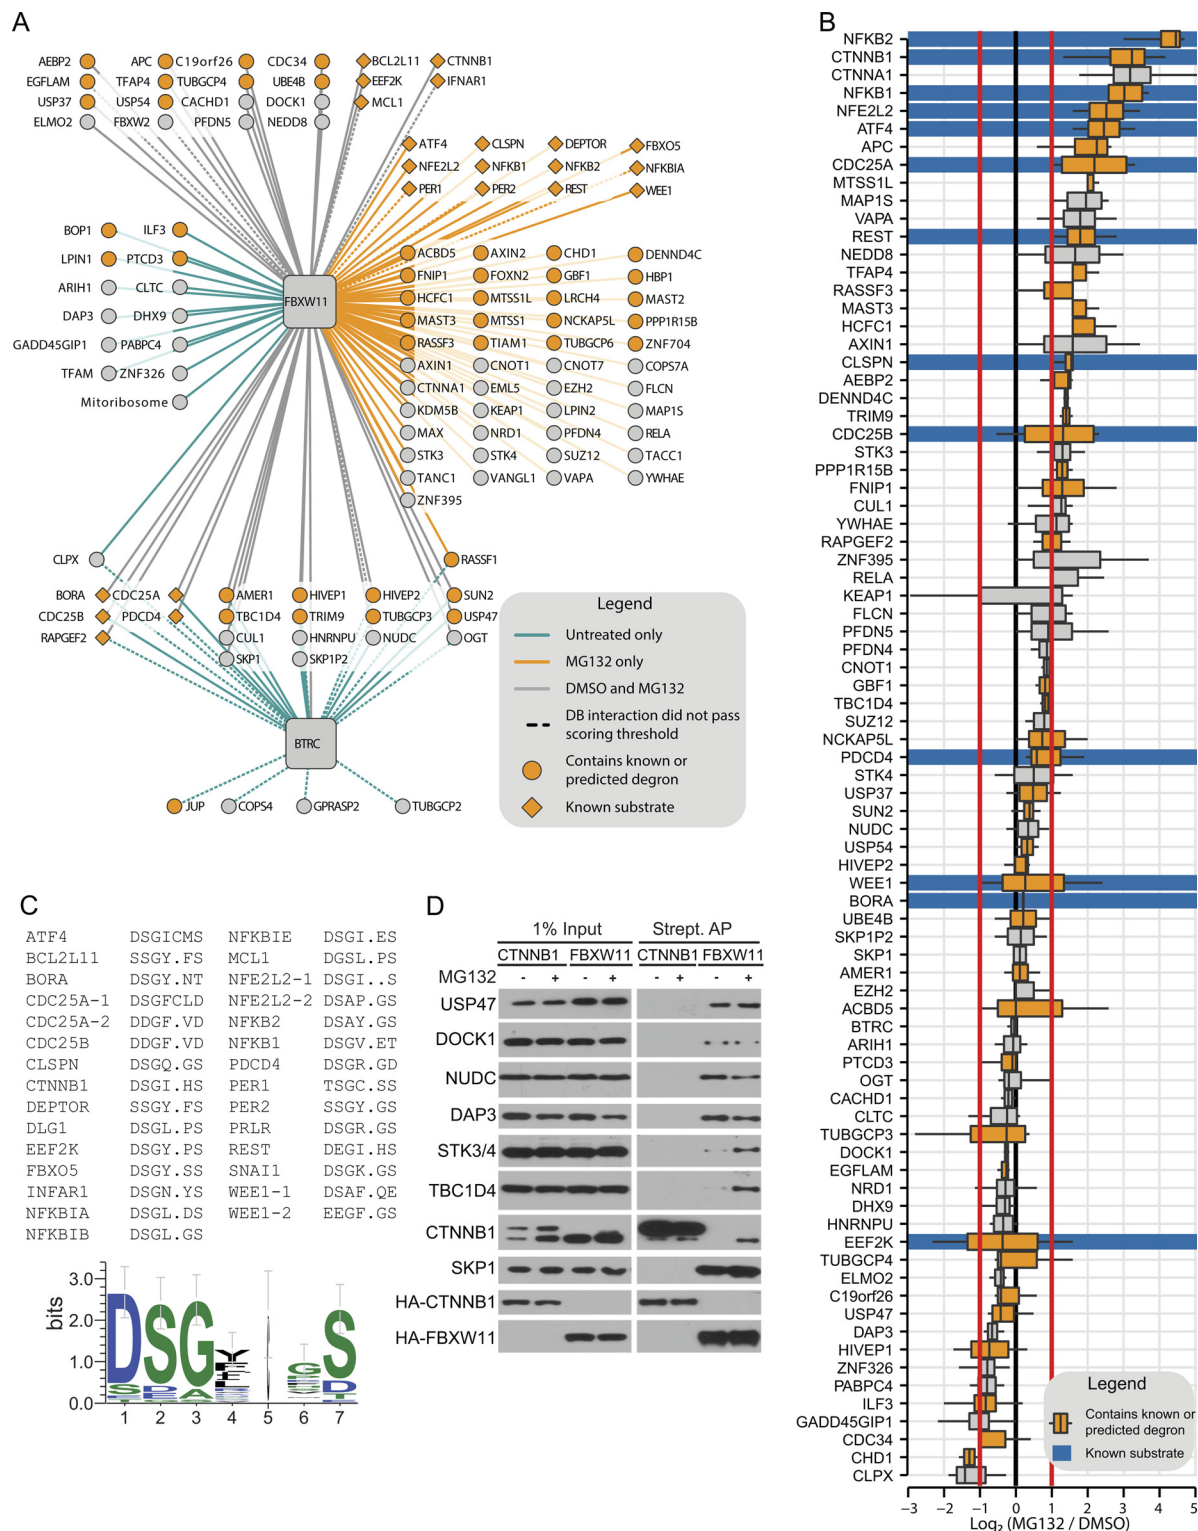 A
AEBP2 APC C19orf26 CDC34 BCL2L11 CTNNB1
EGFLAM TFAP4 TUBGCP4 UBE4B EEF2K IFNAR1
USP37 USP54 CACHD1 DOCK1 MCL1
ELMO2 FBXW2 PFDN5 NEDD8
ATF4 CLSPN DEPTOR FBXO5
NFE2L2 NFKB1 NFKB2 NFKBIA
PER1 PER2 REST WEE1
BOP1 ILF3
LPIN1 PTCD3
ARIH1 CLTC
DAP3 DHX9
GADD45GIP1 PABPC4
TFAM ZNF326
Mitoribosome
FBXW11
ACBD5 AXIN2 CHD1 DENND4C
FNIP1 FOXN2 GBF1 HBP1
HCFC1 MTSS1L LRCH4 MAST2
MAST3 MTSS1 NCKAP5L PPP1R15B
RASSF3 TIAM1 TUBGCP6 ZNF704
AXIN1 CNOT1 CNOT7 COPS7A
CTNNA1 EML5 EZH2 FLCN
KDM5B KEAP1 LPIN2 MAP1S
MAX NRD1 PFDN4 RELA
STK3 STK4 SUZ12 TACC1
TANC1 VANGL1 VAPA YWHAE
ZNF395
CLPX RASSF1
BORA CDC25A AMER1 HIVEP1 HIVEP2 SUN2
CDC25B PDCD4 TBC1D4 TRIM9 TUBGCP3 USP47
RAPGEF2 CUL1 HNRNPU NUDC OGT
SKP1 SKP1P2
BTRC
JUP COPS4 GPRASP2 TUBGCP2
Legend
Untreated only
MG132 only
DMSO and MG132
DB interaction did not pass
scoring threshold
Contains known or
predicted degron
Known substrate
B
NFKB2
CTNNB1
CTNNA1
NFKB1
NFE2L2
ATF4
APC
CDC25A
MTSS1L
MAP1S
VAPA
REST
NEDD8
TFAP4
RASSF3
MAST3
HCFC1
AXIN1
CLSPN
AEBP2
DENND4C
TRIM9
CDC25B
STK3
PPP1R15B
FNIP1
CUL1
YWHAE
RAPGEF2
ZNF395
RELA
KEAP1
FLCN
PFDN5
PFDN4
CNOT1
GBF1
TBC1D4
SUZ12
NCKAP5L
PDCD4
STK4
USP37
SUN2
NUDC
USP54
HIVEP2
WEE1
BORA
UBE4B
SKP1P2
SKP1
AMER1
EZH2
ACBD5
BTRC
ARIH1
PTCD3
OGT
CACHD1
CLTC
TUBGCP3
DOCK1
EGFLAM
NRD1
DHX9
HNRNPU
EEF2K
TUBGCP4
ELMO2
C19orf26
USP47
DAP3
HIVEP1
ZNF326
PABPC4
ILF3
GADD45GIP1
CDC34
CHD1
CLPX
Legend
Contains known or
predicted degron
Known substrate
−3 −2 −1 0 1 2 3 4 5
Log2 (MG132 / DMSO)
C
ATF4 DSGICMS NFKBIE DSGI.ES
BCL2L11 SSGY.FS MCL1 DGSL.PS
BORA DSGY.NT NFE2L2-1 DSGI..S
CDC25A-1 DSGFCLD NFE2L2-2 DSAP.GS
CDC25A-2 DDGF.VD NFKB2 DSAY.GS
CDC25B DDGF.VD NFKB1 DSGV.ET
CLSPN DSGQ.GS PDCD4 DSGR.GD
CTNNB1 DSGI.HS PER1 TSGC.SS
DEPTOR SSGY.FS PER2 SSGY.GS
DLG1 DSGL.PS PRLR DSGR.GS
EEF2K DSGY.PS REST DEGI.HS
FBXO5 DSGY.SS SNAI1 DSGK.GS
INFAR1 DSGN.YS WEE1-1 DSAF.QE
NFKBIA DSGL.DS WEE1-2 EEGF.GS
NFKBIB DSGL.GS
bits
3.0
2.0
1.0
0.0
D S G Y G S
1 2 3 4 5 6 7
D
1% Input Strept. AP
CTNNB1 FBXW11 CTNNB1 FBXW11
MG132 - + - + - + - +
USP47
DOCK1
NUDC
DAP3
STK3/4
TBC1D4
CTNNB1
SKP1
HA-CTNNB1
HA-FBXW11